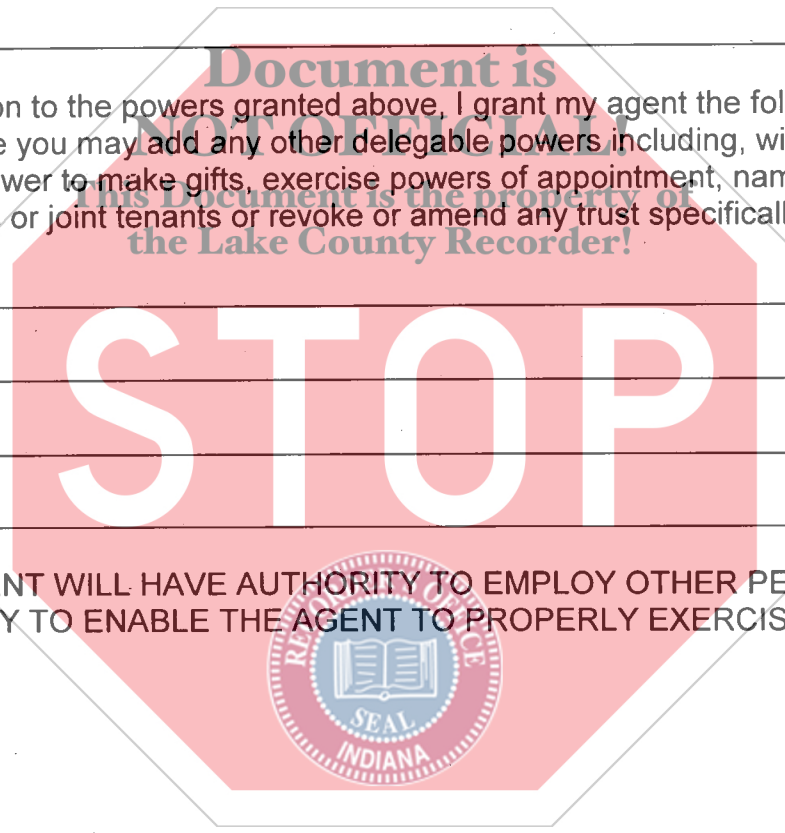 Document is
on to the powers granted above, I grant my agent the fol
NOT OFFICIAL!
e you may add any other delegable powers including, wi
wer to make gifts, exercise powers of appointment, nam
This Document is the property of
or joint tenants or revoke or amend any trust specificall
the Lake County Recorder!
STOP
ENT WILL HAVE AUTHORITY TO EMPLOY OTHER PE
Y TO ENABLE THE AGENT TO PROPERLY EXERCIS
RECORDER'S OFFICE
SEAL
INDIANA